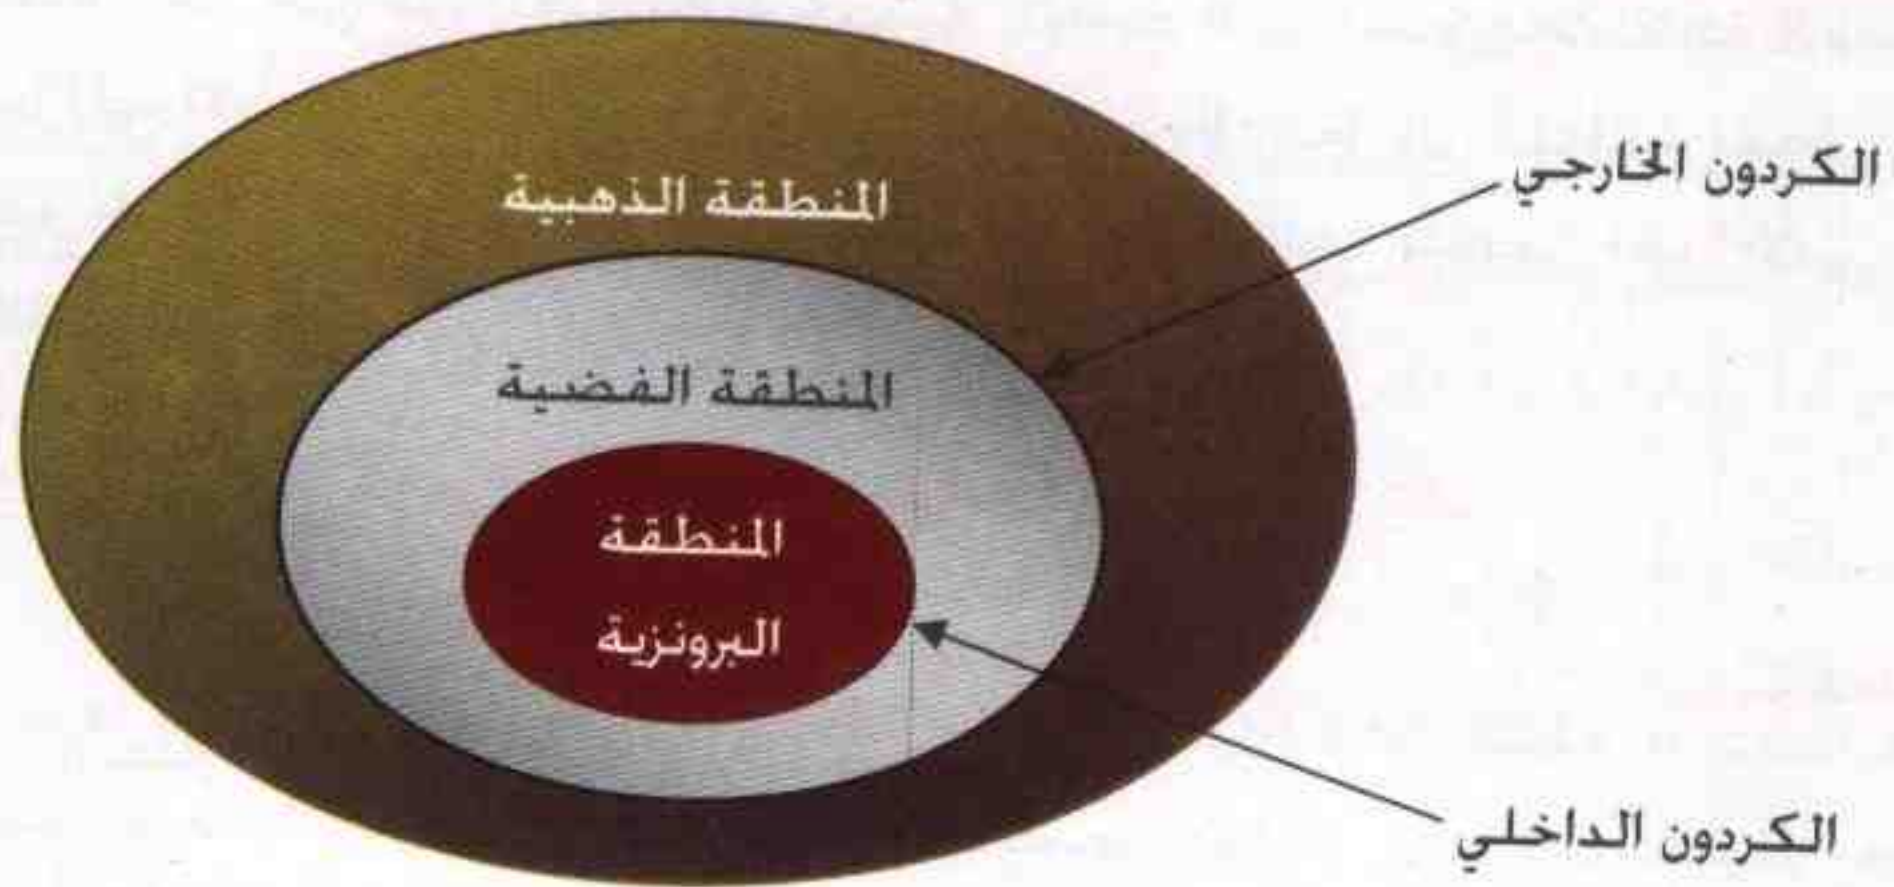 الكردون الخارجي
المنطقة الذهبية
المنطقة الفضية
المنطقة
البرونزية
الكردون الداخلي